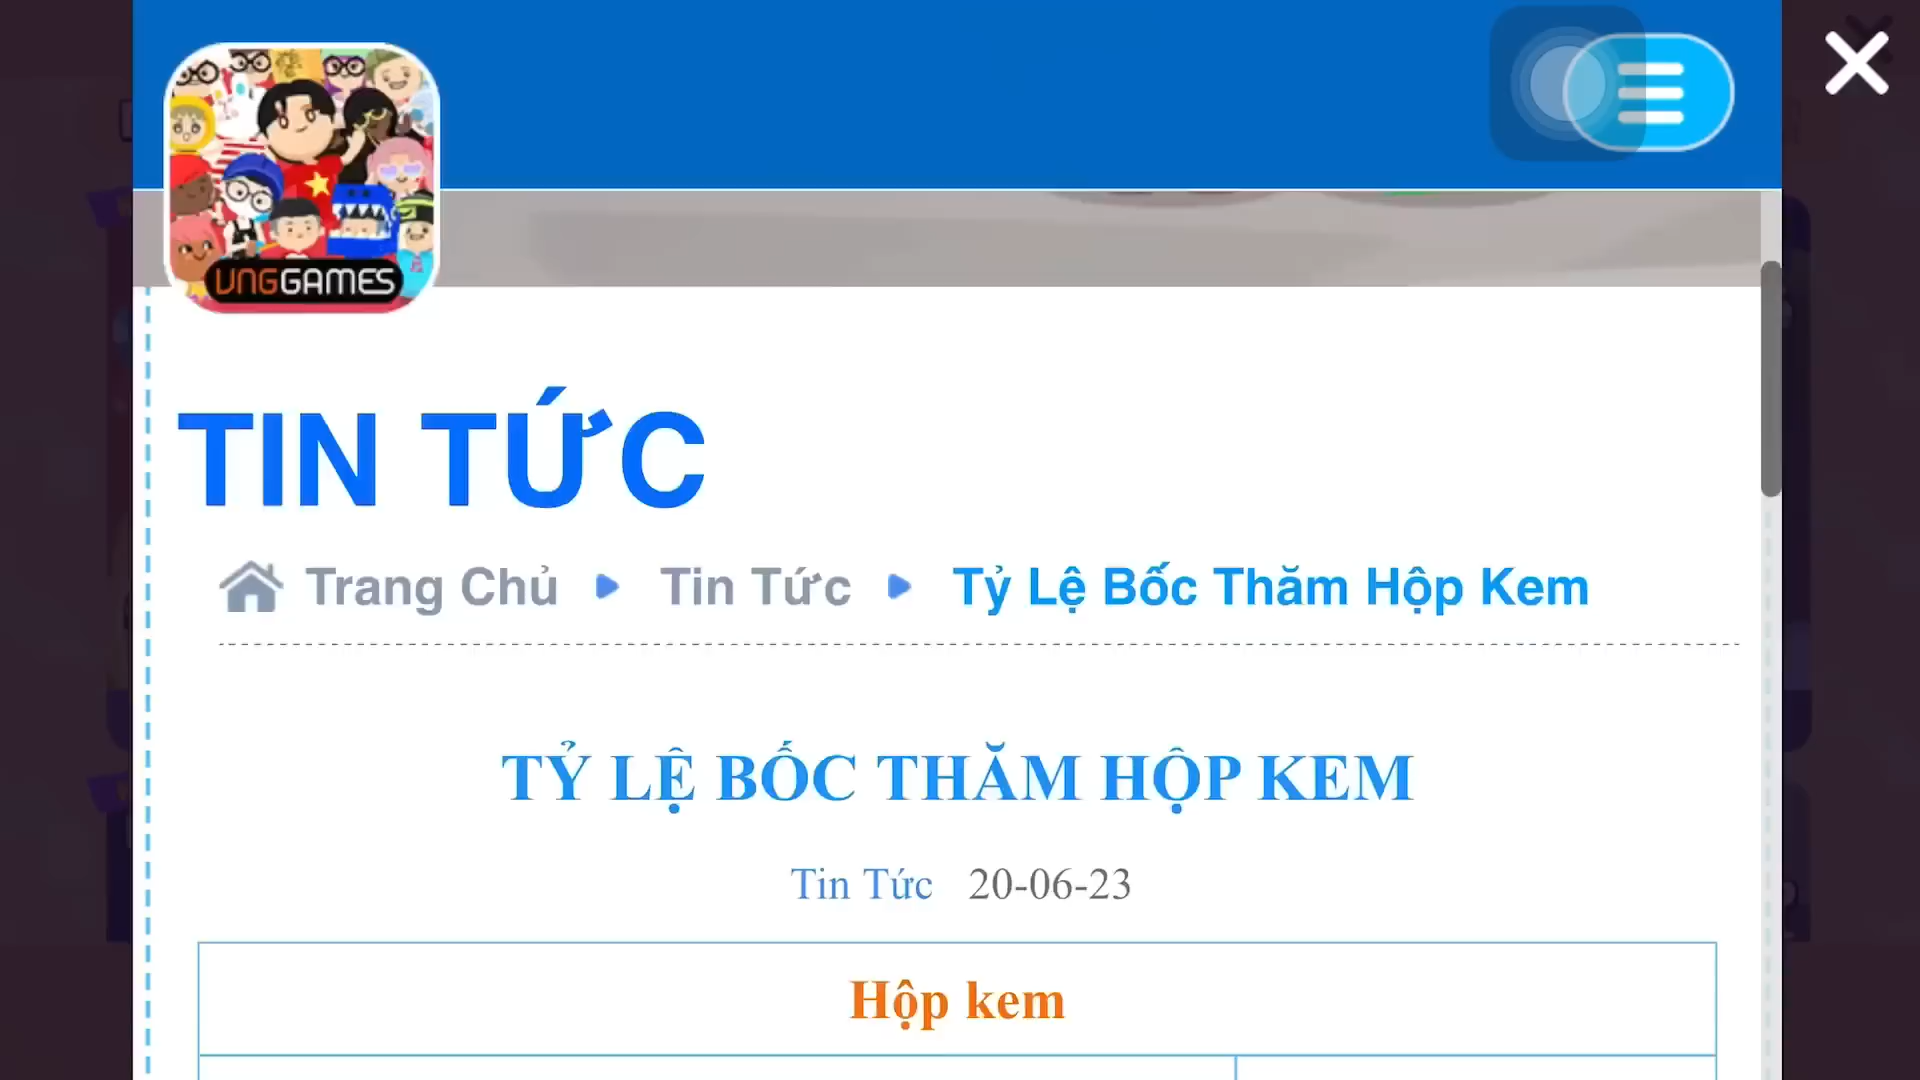 VNGGAMES
TIN TỨC
Trang Chủ Tin Tức Tỷ Lệ Bốc Thăm Hộp Kem
TỶ LỆ BỐC THĂM HỘP KEM
Tin Tức 20-06-23
Hộp kem